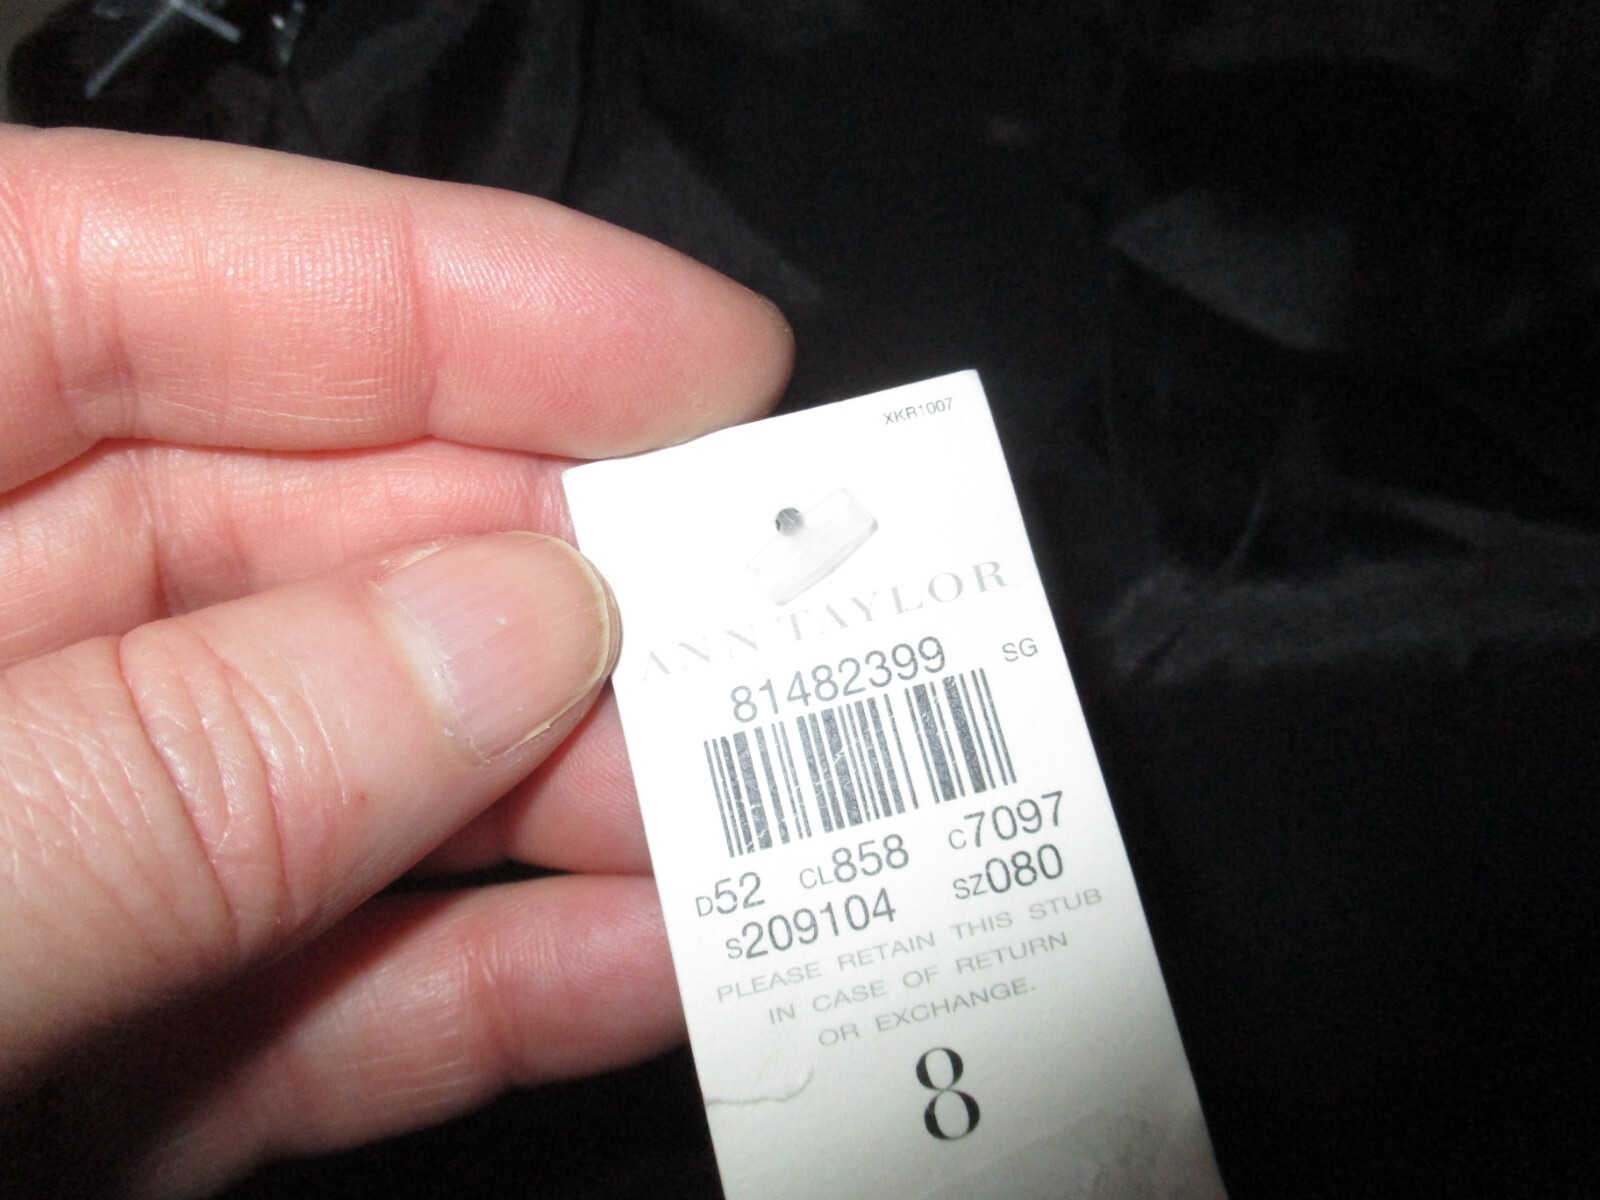 XKR1007
ANN TAYLOR
81482399 SG
D52 CL858 C7097
S209104 SZ080
PLEASE RETAIN THIS STUB
IN CASE OF RETURN
OR EXCHANGE.
8